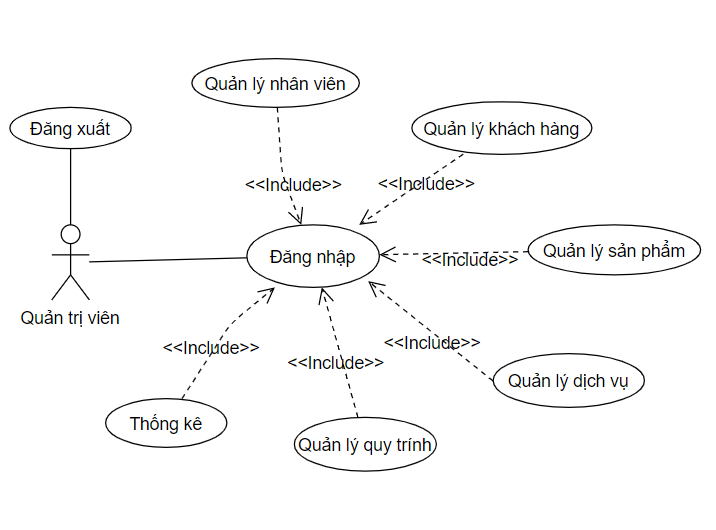 Quản lý nhân viên
Đăng xuất
Quản lý khách hàng
<<Include>>
<<Include>>
Đăng nhập
Quản lý sản phẩm
<<Include>>
Quản trị viên
<<Include>>
<<Include>>
<<Include>>
Quản lý dịch vụ
Thống kê
Quản lý quy trính